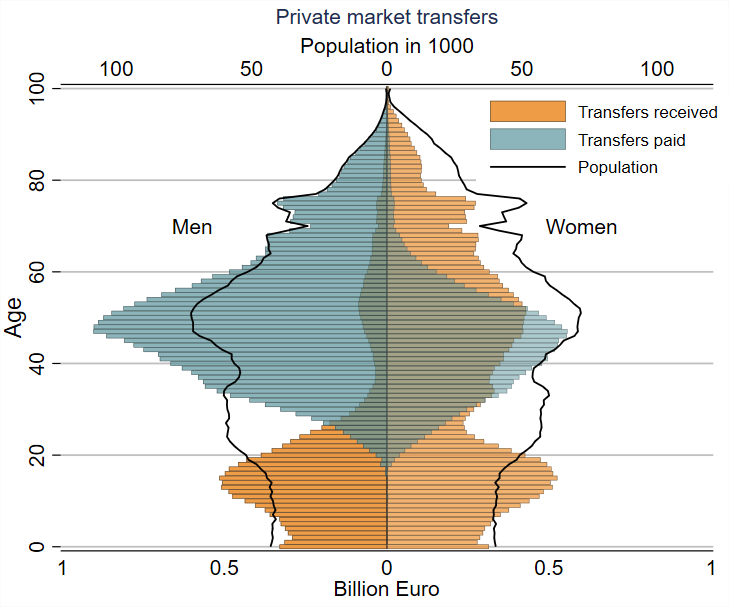 Private market transfers
Population in 1000
100 50 0 50 100
Transfers received
Transfers paid
Population
Men Women
Age
100
80
60
40
20
0
1 0.5 0 0.5 1
Billion Euro